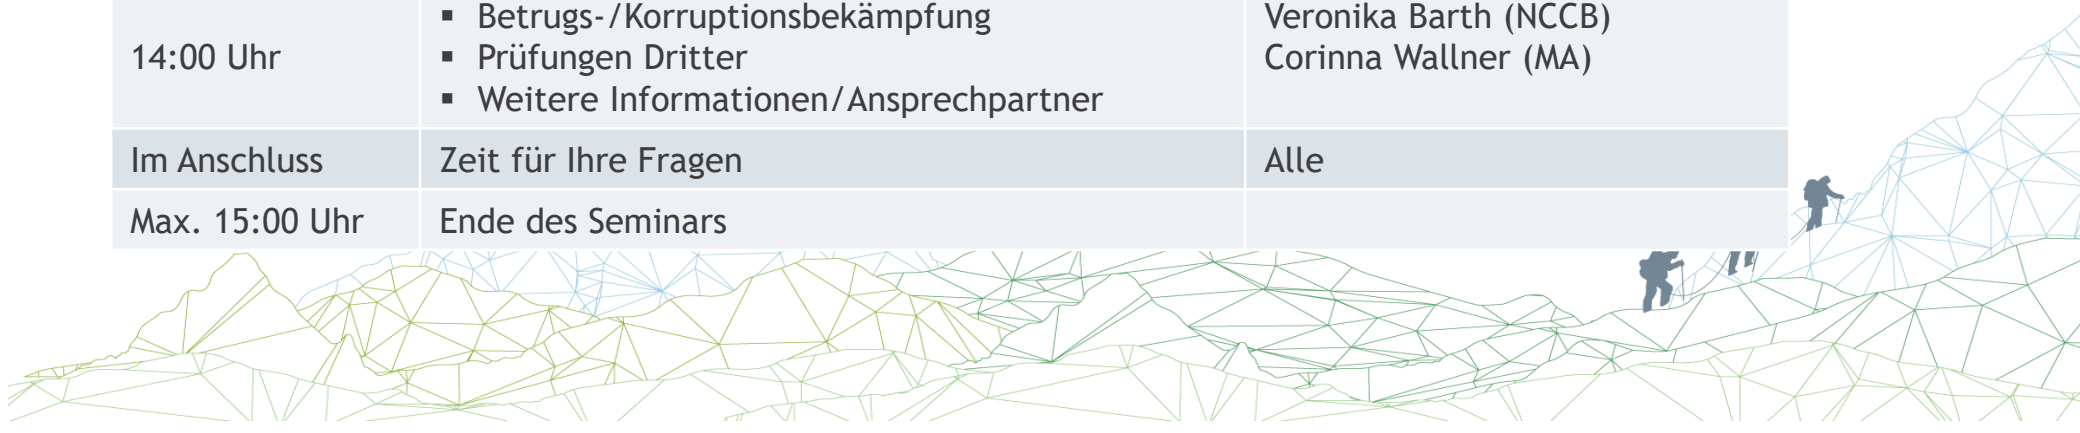 ▪ Betrugs-/Korruptionsbekämpfung Veronika Barth (NCCB)
14:00 Uhr ▪ Prüfungen Dritter Corinna Wallner (MA)
▪ Weitere Informationen/Ansprechpartner
Im Anschluss Zeit für Ihre Fragen Alle
Max. 15:00 Uhr Ende des Seminars